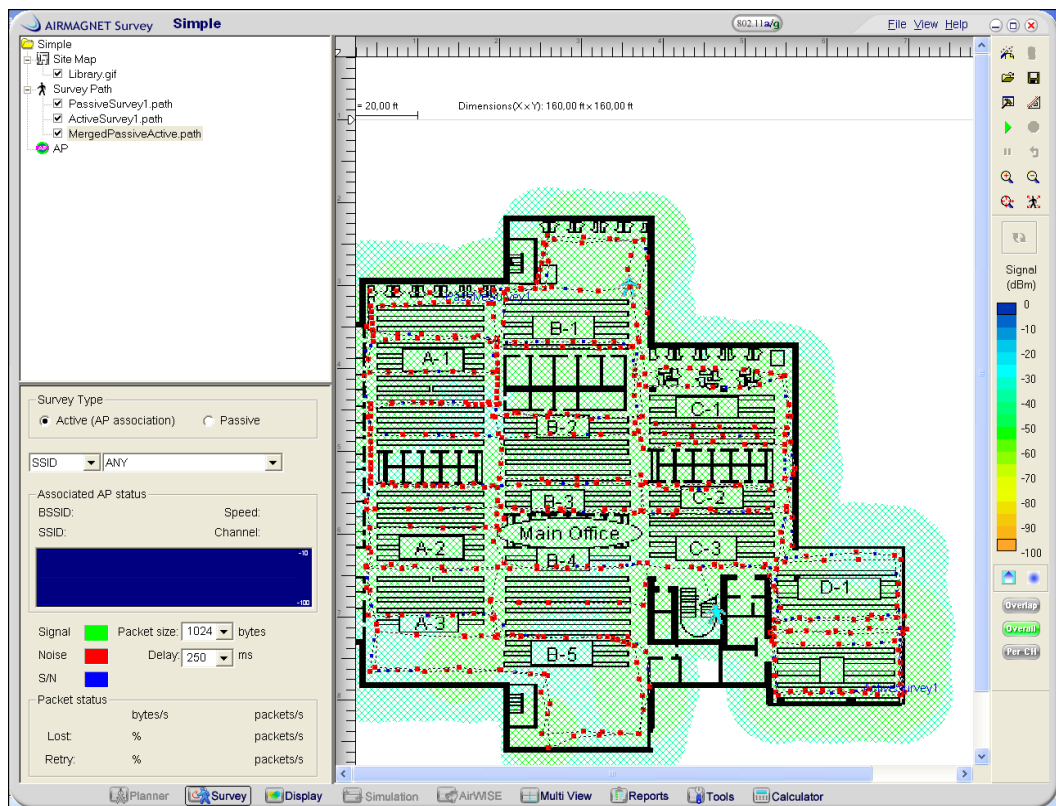 AIRMAGNET Survey Simple
802.11a/g
File View Help
Simple
Site Map
Library.gif
Survey Path
PassiveSurvey1.path
ActiveSurvey1.path
MergedPassiveActive.path
AP
= 20,00 ft Dimensions(X x Y): 160,00 ft x 160,00 ft
PassiveSurvey1
B-1
A-1
C-1
B-2
B-3
C-2
Main Office
A-2
B-4
C-3
D-1
A-3
B-5
ActiveSurvey1
Signal
(dBm)
0
-10
-20
-30
-40
-50
-60
-70
-80
-90
-100
Overlap
Overall
Per CH
Survey Type
Active (AP association) Passive
SSID ANY
Associated AP status
BSSID: Speed:
SSID: Channel:
-10
-100
Signal Packet size: 1024 bytes
Noise Delay: 250 ms
S/N
Packet status
bytes/s packets/s
Lost: % packets/s
Retry: % packets/s
Planner Survey Display Simulation AirWISE Multi View Reports Tools Calculator